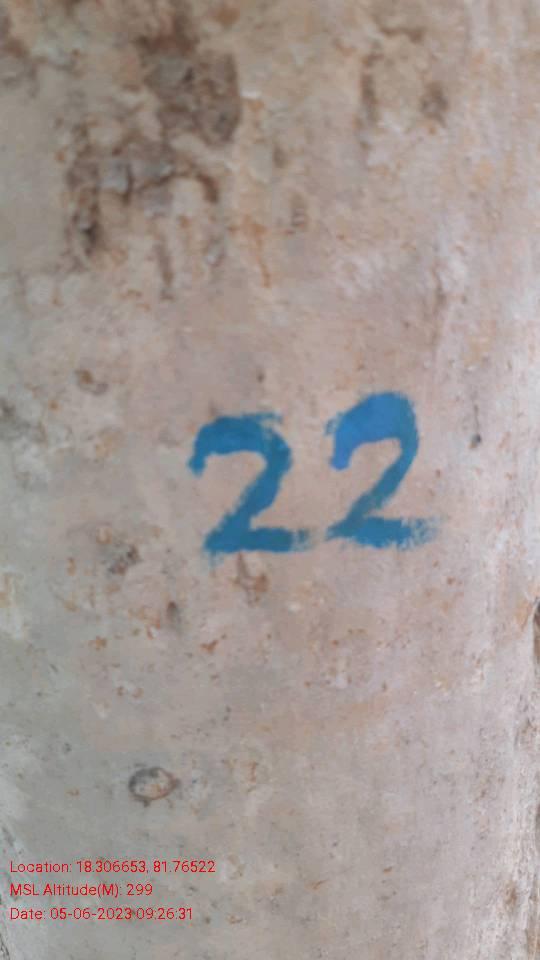 22
Location: 18.306653, 81.76522
MSL Altitude(M): 299
Date: 05-06-2023 09:26:31